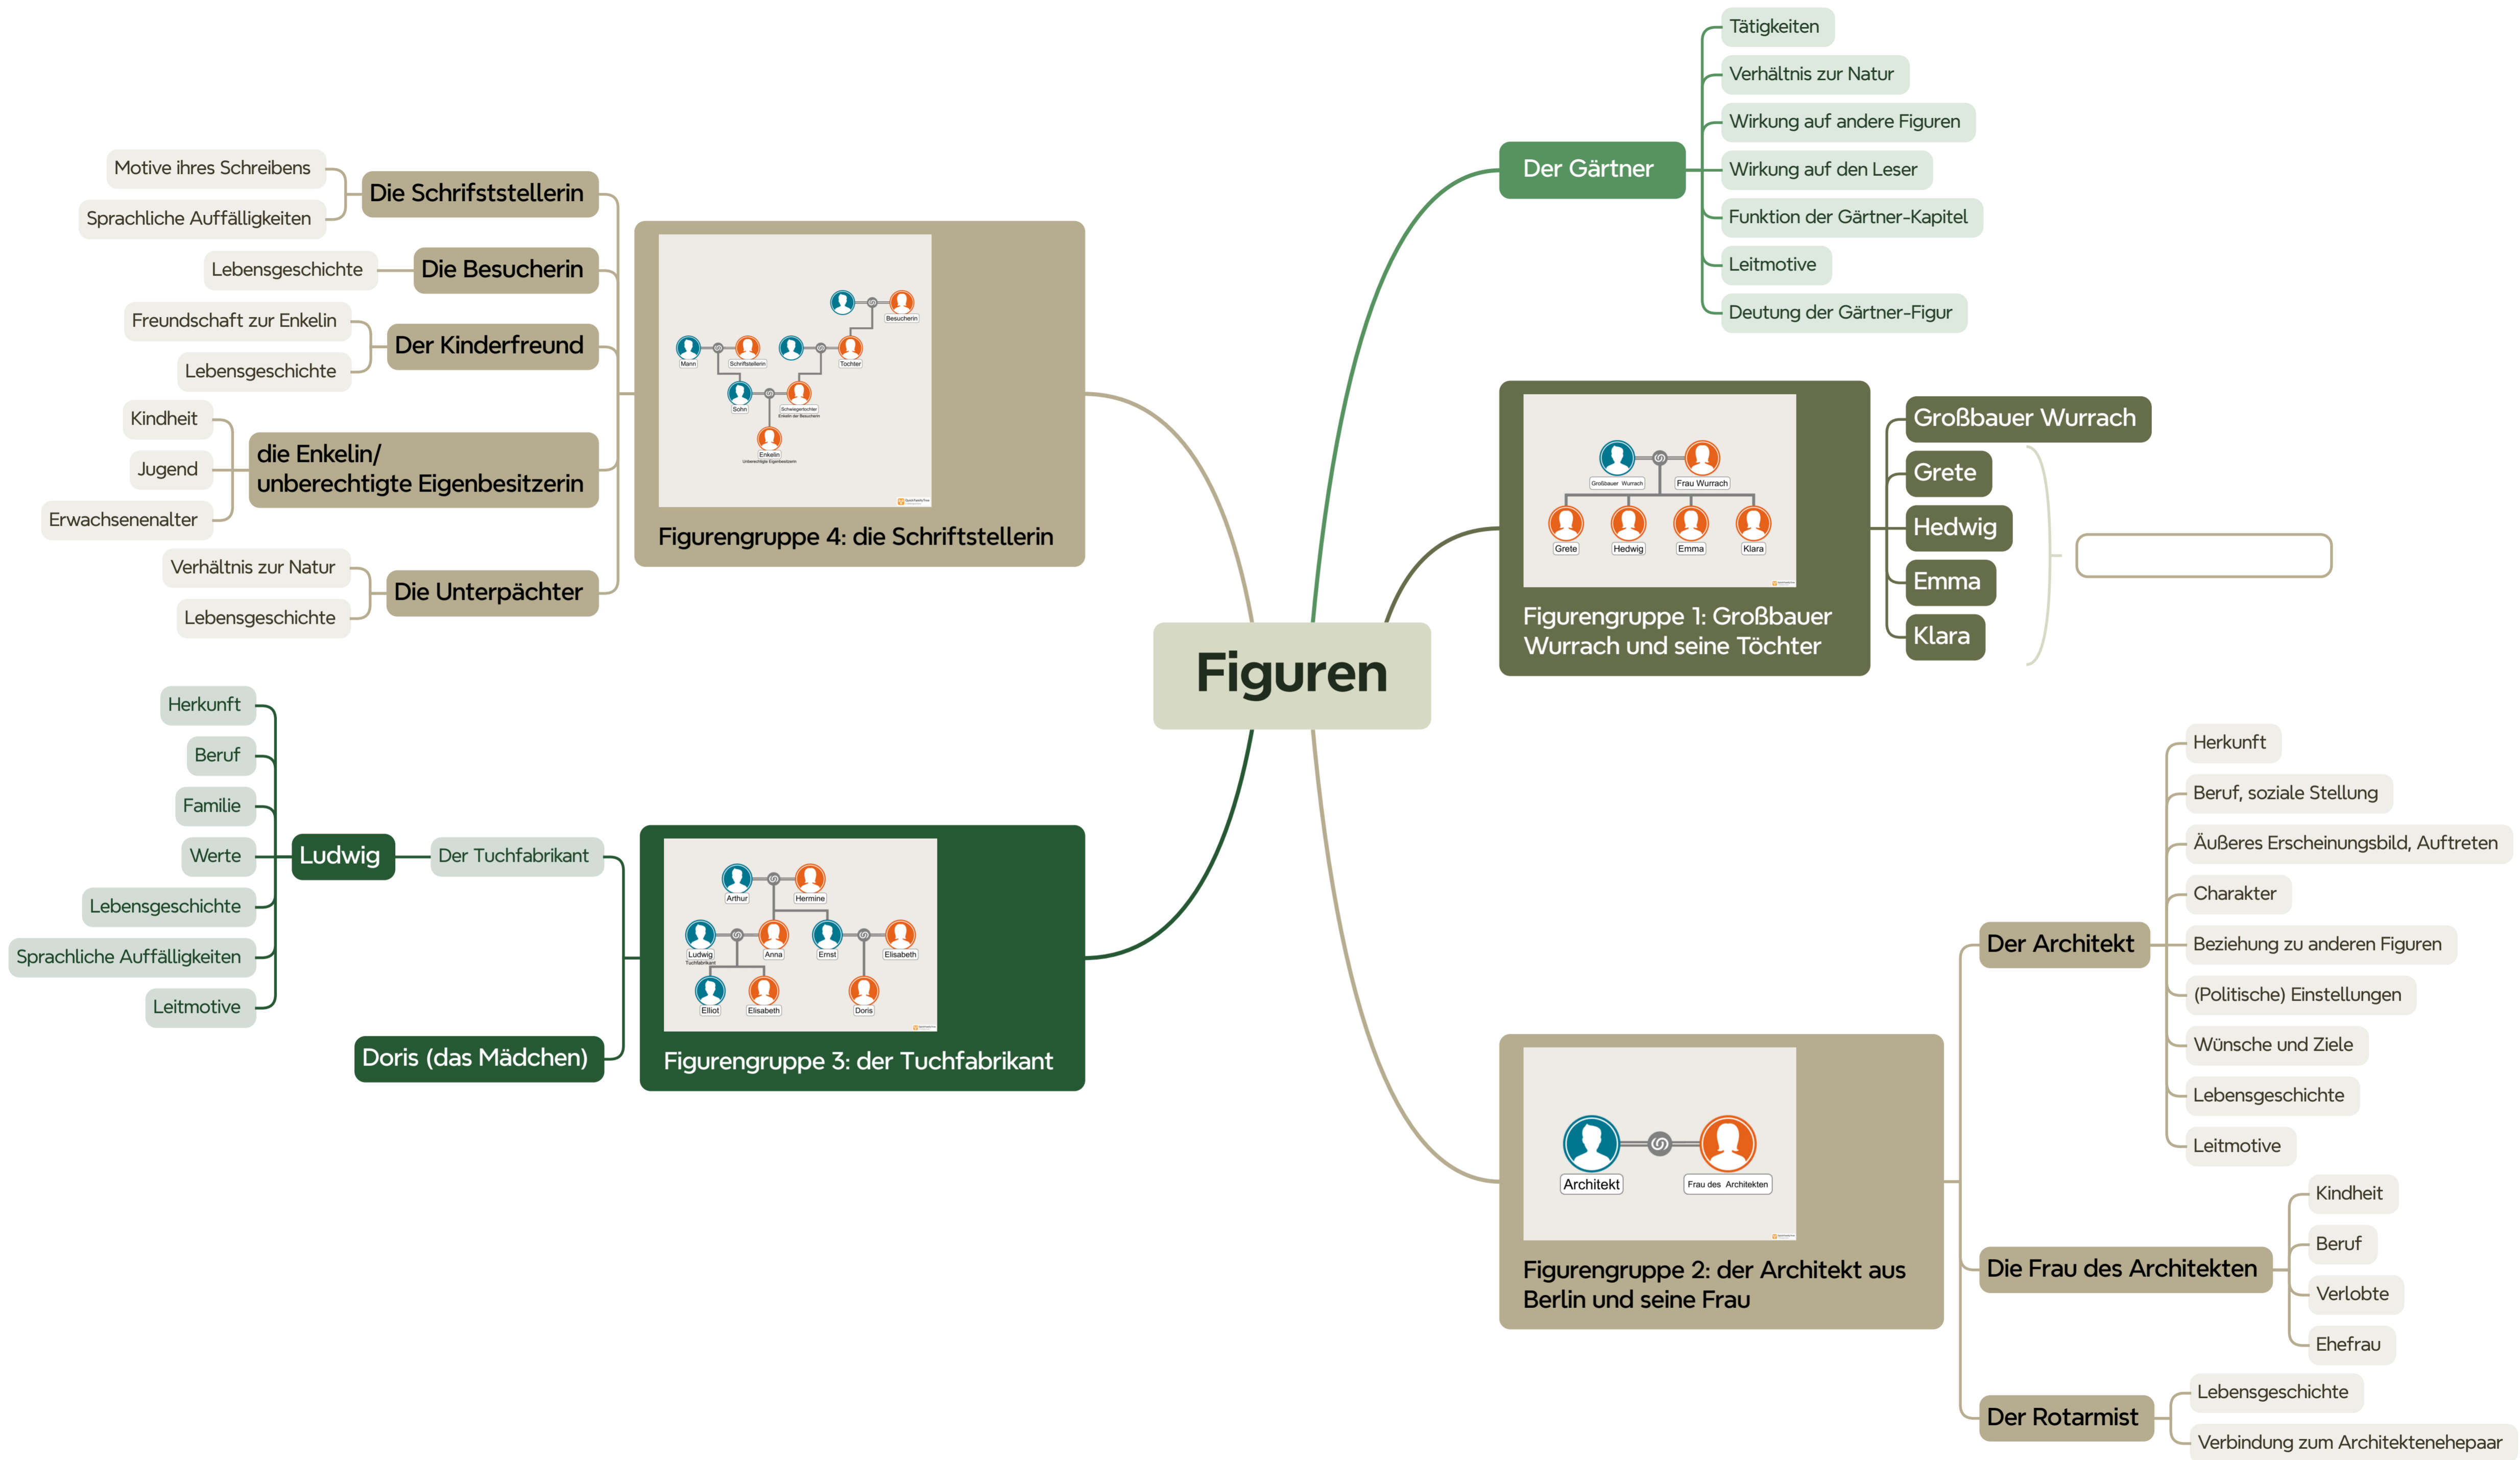 Figuren
Der Gärtner
Tätigkeiten
Verhältnis zur Natur
Wirkung auf andere Figuren
Wirkung auf den Leser
Funktion der Gärtner-Kapitel
Leitmotive
Deutung der Gärtner-Figur
Großbauer Wurrach
Frau Wurrach
Grete
Hedwig
Emma
Klara
Figurengruppe 1: Großbauer
Wurrach und seine Töchter
Großbauer Wurrach
Grete
Hedwig
Emma
Klara
Architekt
Frau des Architekten
Figurengruppe 2: der Architekt aus
Berlin und seine Frau
Der Architekt
Herkunft
Beruf, soziale Stellung
Äußeres Erscheinungsbild, Auftreten
Charakter
Beziehung zu anderen Figuren
(Politische) Einstellungen
Wünsche und Ziele
Lebensgeschichte
Leitmotive
Die Frau des Architekten
Kindheit
Beruf
Verlobte
Ehefrau
Der Rotarmist
Lebensgeschichte
Verbindung zum Architektenehepaar
Arthur
Hermine
Ludwig
Tuchfabrikant
Anna
Ernst
Elisabeth
Elliot
Elisabeth
Doris
Figurengruppe 3: der Tuchfabrikant
Der Tuchfabrikant
Ludwig
Herkunft
Beruf
Familie
Werte
Lebensgeschichte
Sprachliche Auffälligkeiten
Leitmotive
Doris (das Mädchen)
Besucherin
Mann
Schriftstellerin
Tochter
Sohn
Schwiegertochter
Enkelin der Besucherin
Enkelin
Unberechtigte Eigenbesitzerin
Figurengruppe 4: die Schriftstellerin
Die Schrifststellerin
Motive ihres Schreibens
Sprachliche Auffälligkeiten
Die Besucherin
Lebensgeschichte
Der Kinderfreund
Freundschaft zur Enkelin
Lebensgeschichte
die Enkelin/
unberechtigte Eigenbesitzerin
Kindheit
Jugend
Erwachsenenalter
Die Unterpächter
Verhältnis zur Natur
Lebensgeschichte